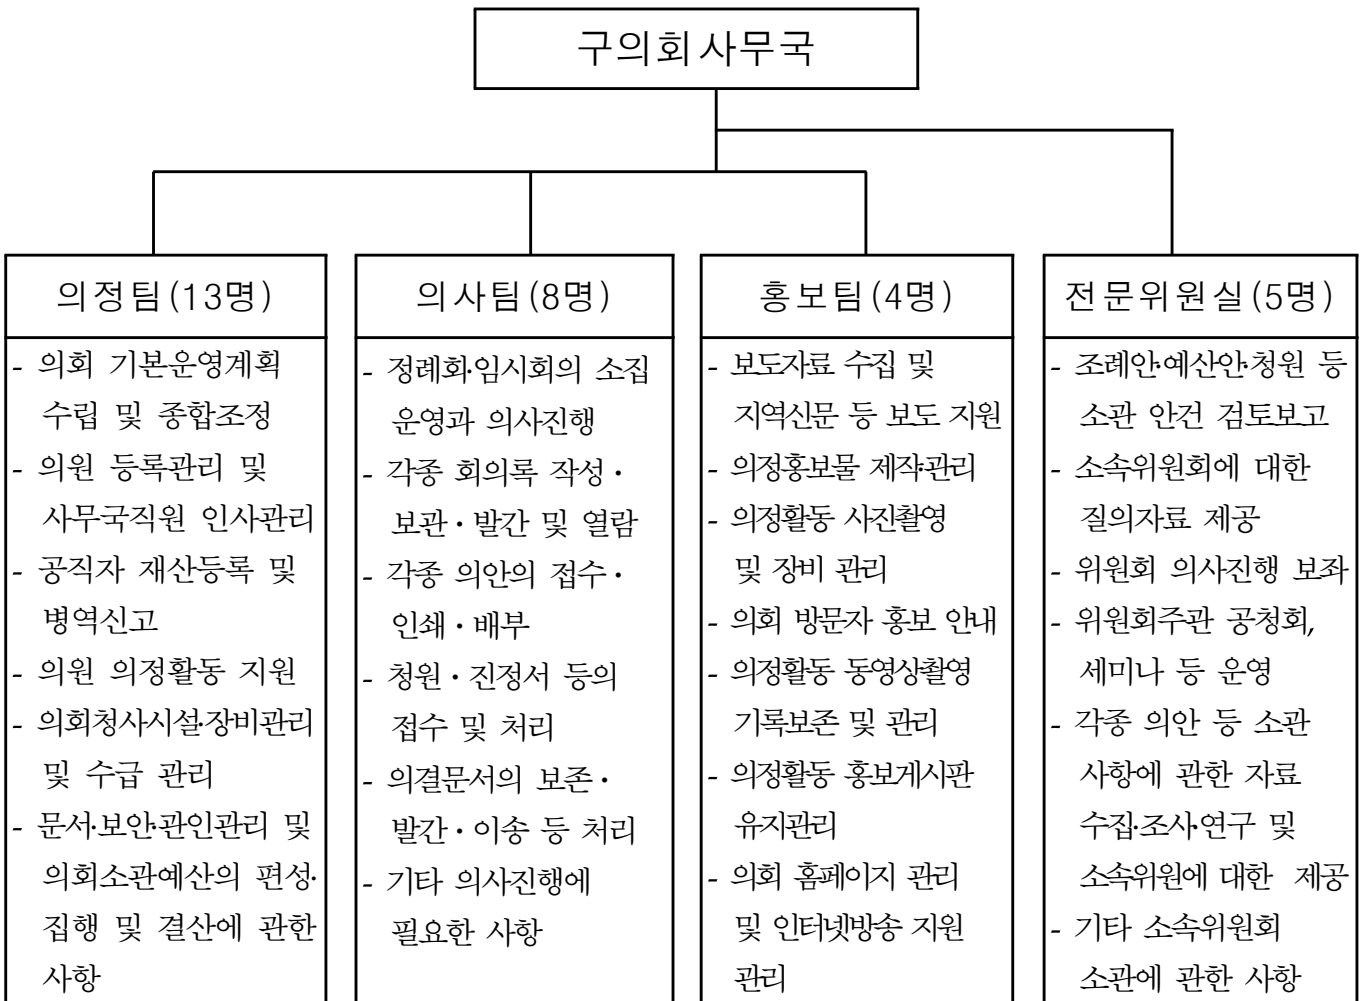 구의회사무국
의정팀(13명)
- 의회 기본운영계획
수립 및 종합조정
- 의원 등록관리 및
사무국직원 인사관리
- 공직자 재산등록 및
병역신고
- 의원 의정활동 지원
- 의회청사시설·장비관리
및 수급 관리
- 문서·보안·관인관리 및
의회소관예산의 편성·
집행 및 결산에 관한
사항
의사팀(8명)
- 정례회·임시회의 소집
운영과 의사진행
- 각종 회의록 작성·
보관·발간 및 열람
- 각종 의안의 접수·
인쇄·배부
- 청원·진정서 등의
접수 및 처리
- 의결문서의 보존·
발간·이송 등 처리
- 기타 의사진행에
필요한 사항
홍보팀(4명)
- 보도자료 수집 및
지역신문 등 보도 지원
- 의정홍보물 제작·관리
- 의정활동 사진촬영
및 장비 관리
- 의회 방문자 홍보 안내
- 의정활동 동영상촬영
기록보존 및 관리
- 의정활동 홍보게시판
유지관리
- 의회 홈페이지 관리
및 인터넷방송 지원
관리
전문위원실(5명)
- 조례안·예산안·청원 등
소관 안건 검토보고
- 소속위원회에 대한
질의자료 제공
- 위원회 의사진행 보좌
- 위원회주관 공청회,
세미나 등 운영
- 각종 의안 등 소관
사항에 관한 자료
수집·조사·연구 및
소속위원에 대한 제공
- 기타 소속위원회
소관에 관한 사항